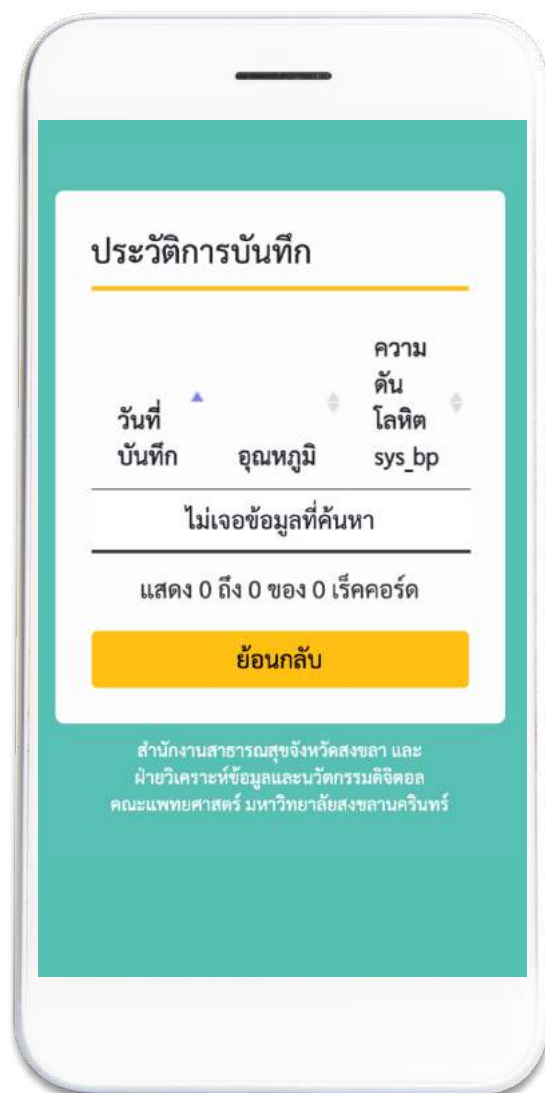 ประวัติการบันทึก
วันที่
บันทึก
อุณหภูมิ
ความ
ดัน
โลหิต
sys_bp
ไม่เจอข้อมูลที่ค้นหา
แสดง 0 ถึง 0 ของ 0 เร็คคอร์ด
ย้อนกลับ
สำนักงานสาธารณสุขจังหวัดสงขลา และ
ฝ่ายวิเคราะห์ข้อมูลและนวัตกรรมดิจิตอล
คณะแพทยศาสตร์ มหาวิทยาลัยสงขลานครินทร์